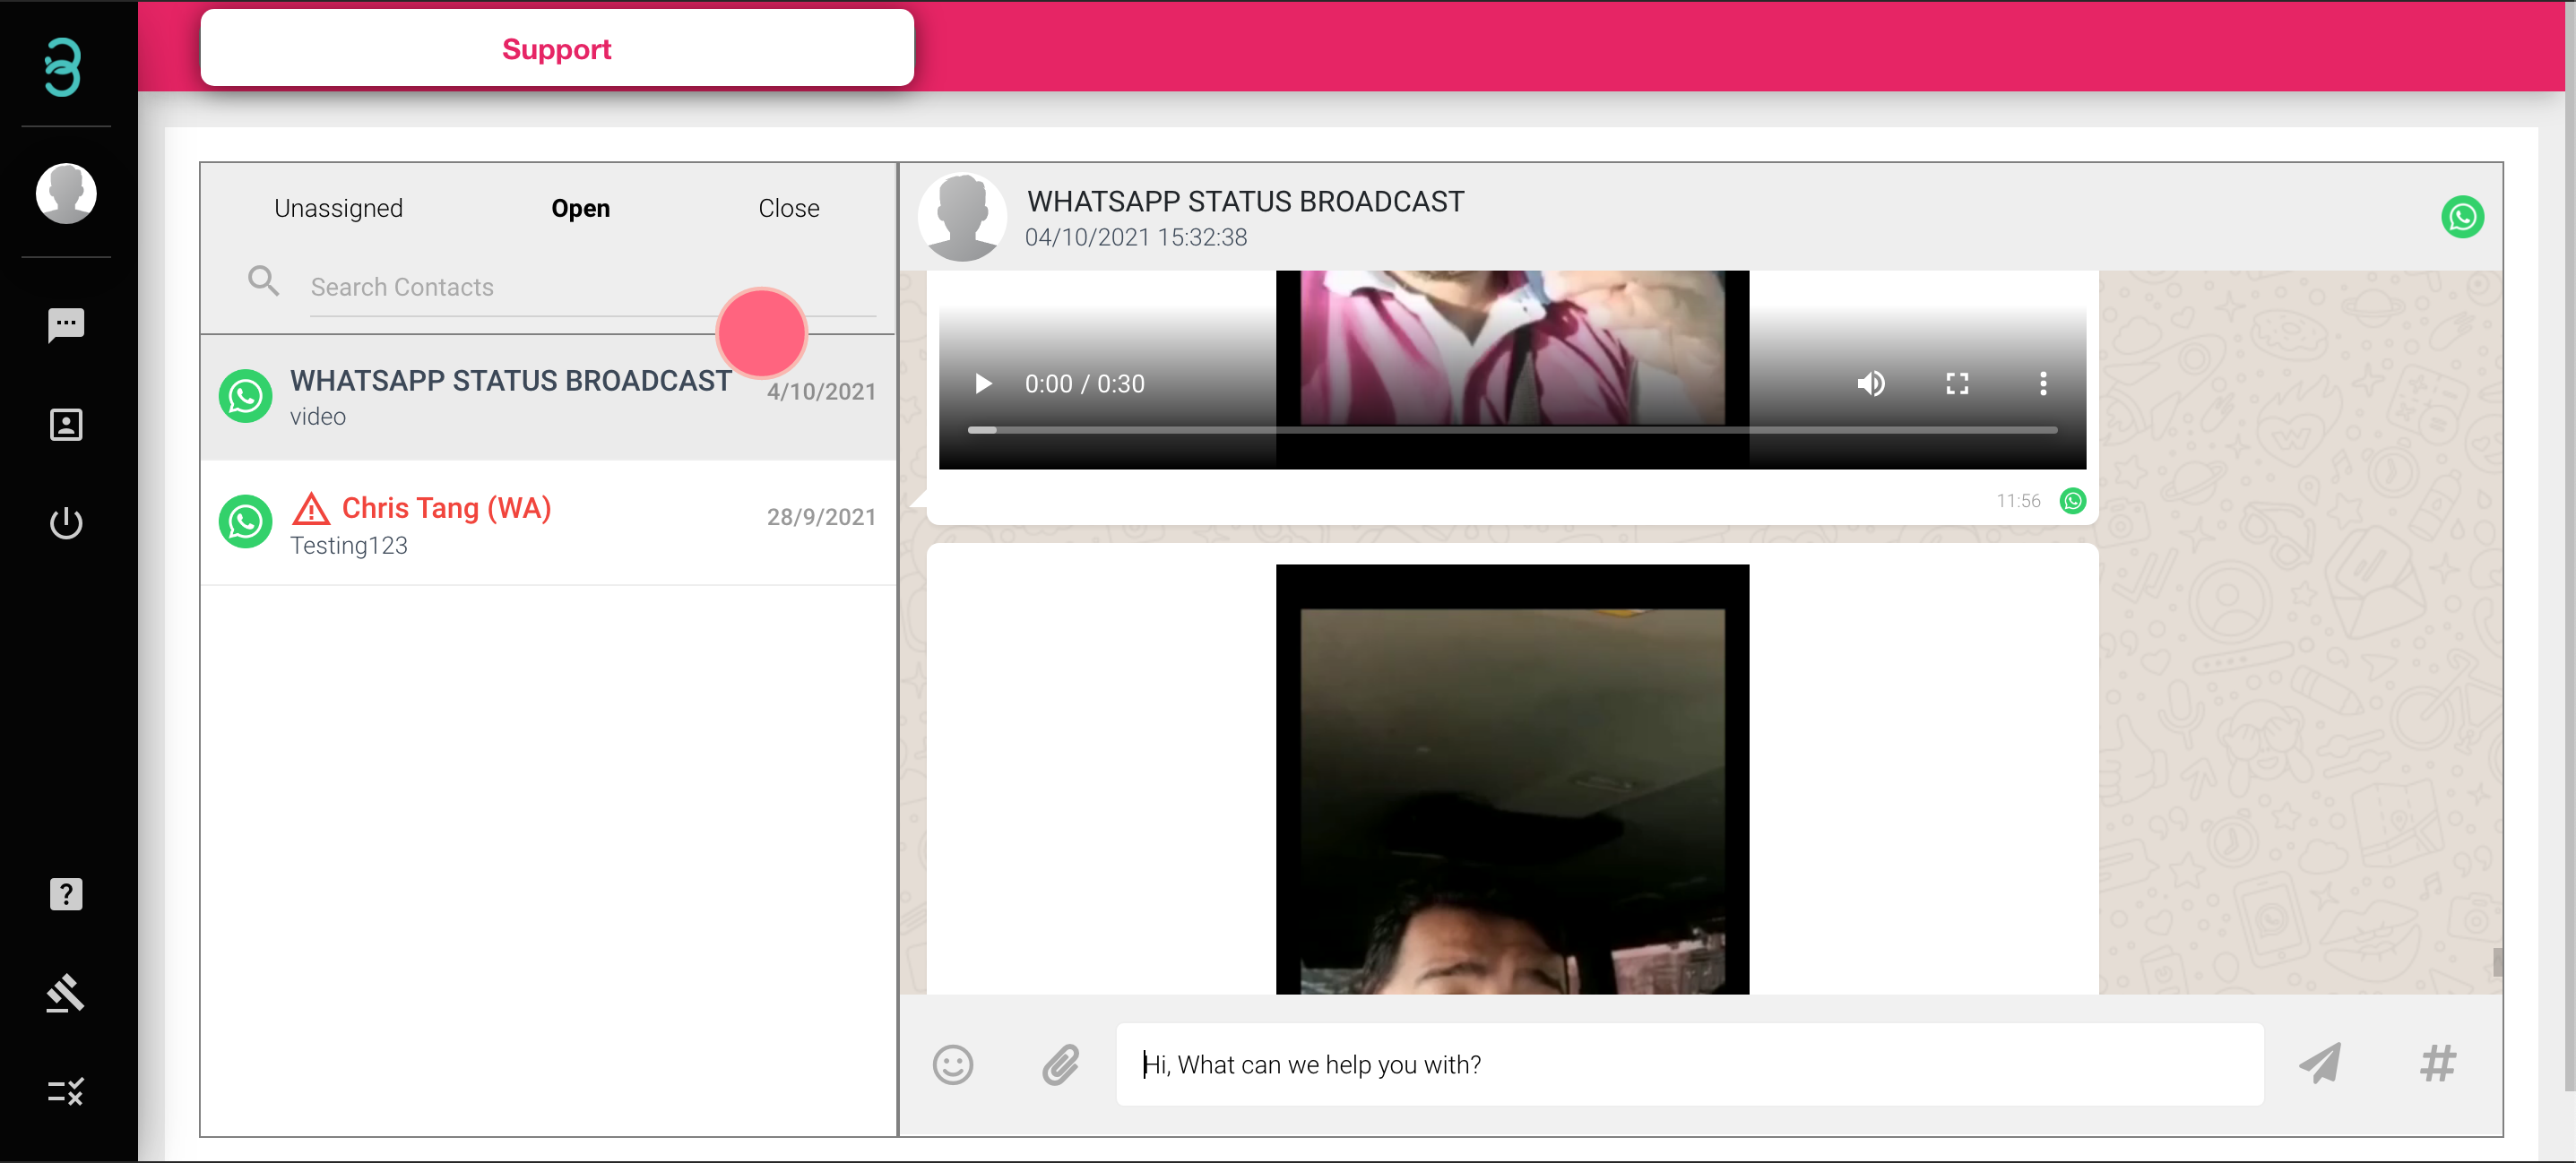 Support
Unassigned Open Close
Search Contacts
WHATSAPP STATUS BROADCAST
4/10/2021
video
Chris Tang (WA)
28/9/2021
Testing123
WHATSAPP STATUS BROADCAST
04/10/2021 15:32:38
0:00 / 0:30
11:56
Hi, What can we help you with?